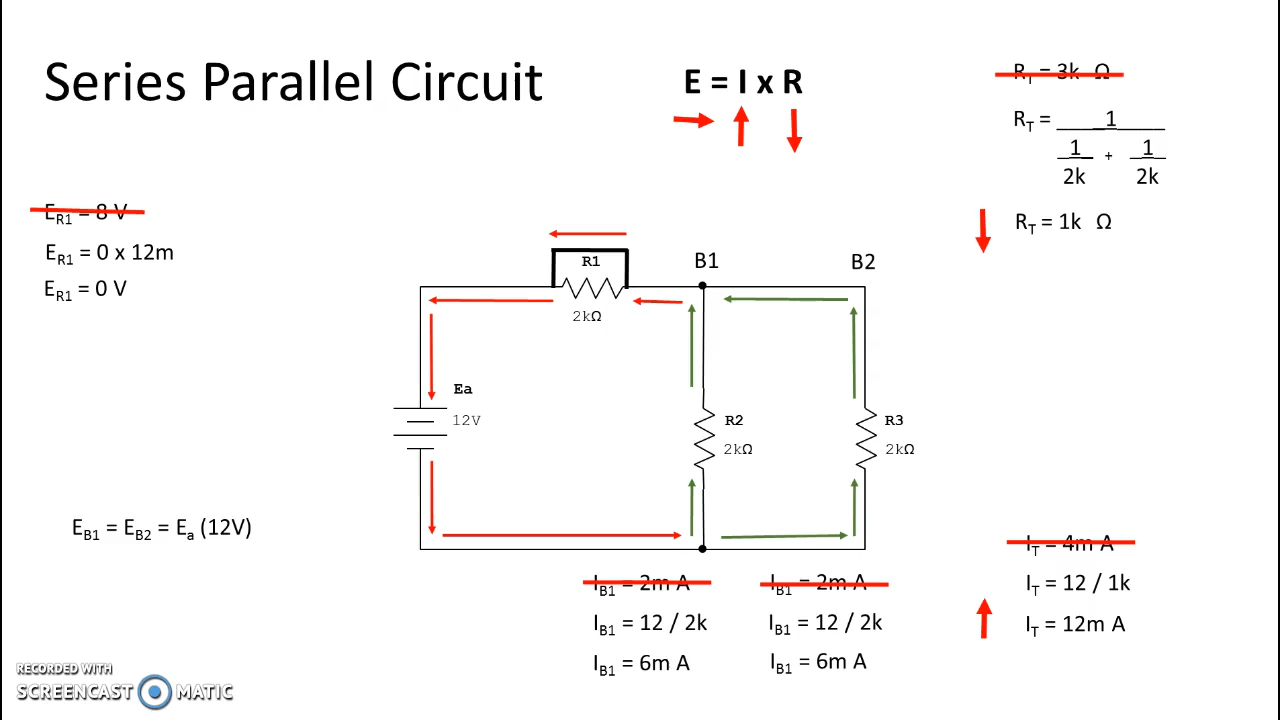 Series Parallel Circuit
E = I x R
R_T = 3k Ω
R_T = 1
1 + 1
2k 2k
R_T = 1k Ω
E_R1 = 8 V
E_R1 = 0 x 12m
E_R1 = 0 V
R1
2kΩ
B1
B2
Ea
12V
R2
2kΩ
R3
2kΩ
E_B1 = E_B2 = E_a (12V)
I_B1 = 2m A
I_B1 = 12 / 2k
I_B1 = 6m A
I_B1 = 2m A
I_B1 = 12 / 2k
I_B1 = 6m A
I_T = 4m A
I_T = 12 / 1k
I_T = 12m A
RECORDED WITH
SCREENCAST MATIC